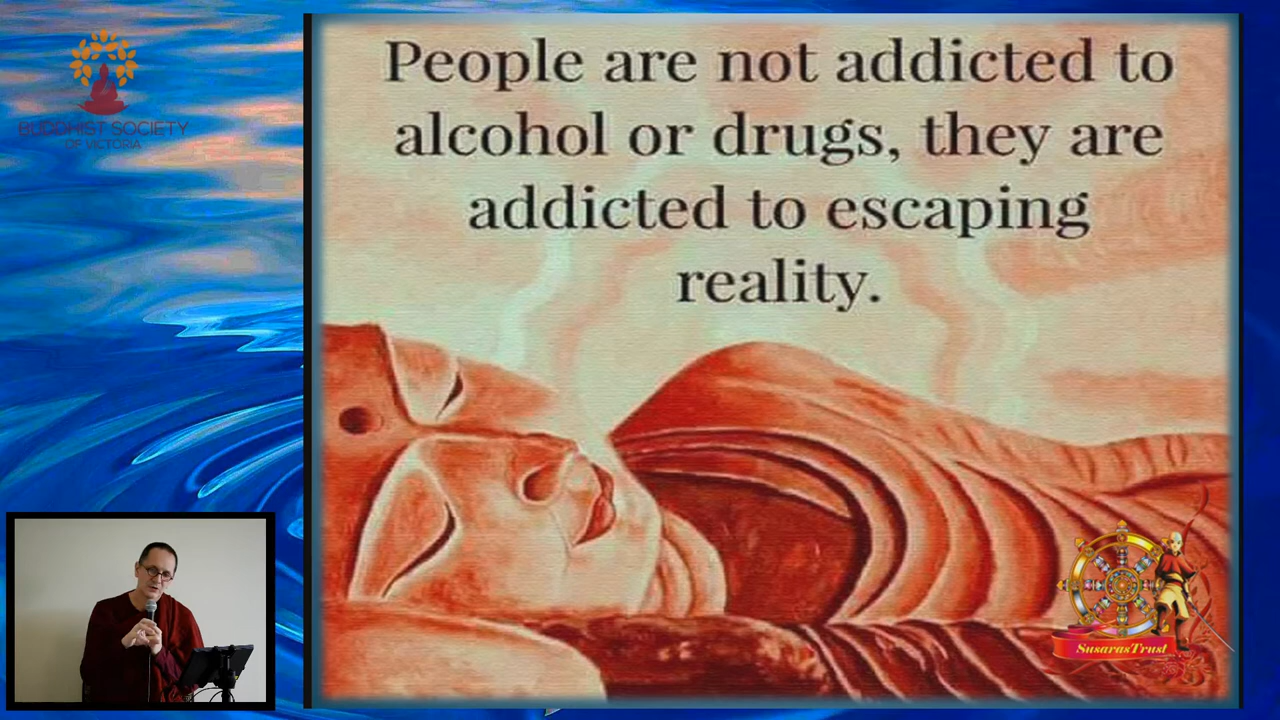 BUDDHIST SOCIETY
OF VICTORIA
People are not addicted to
alcohol or drugs, they are
addicted to escaping
reality.
SusarasTrust